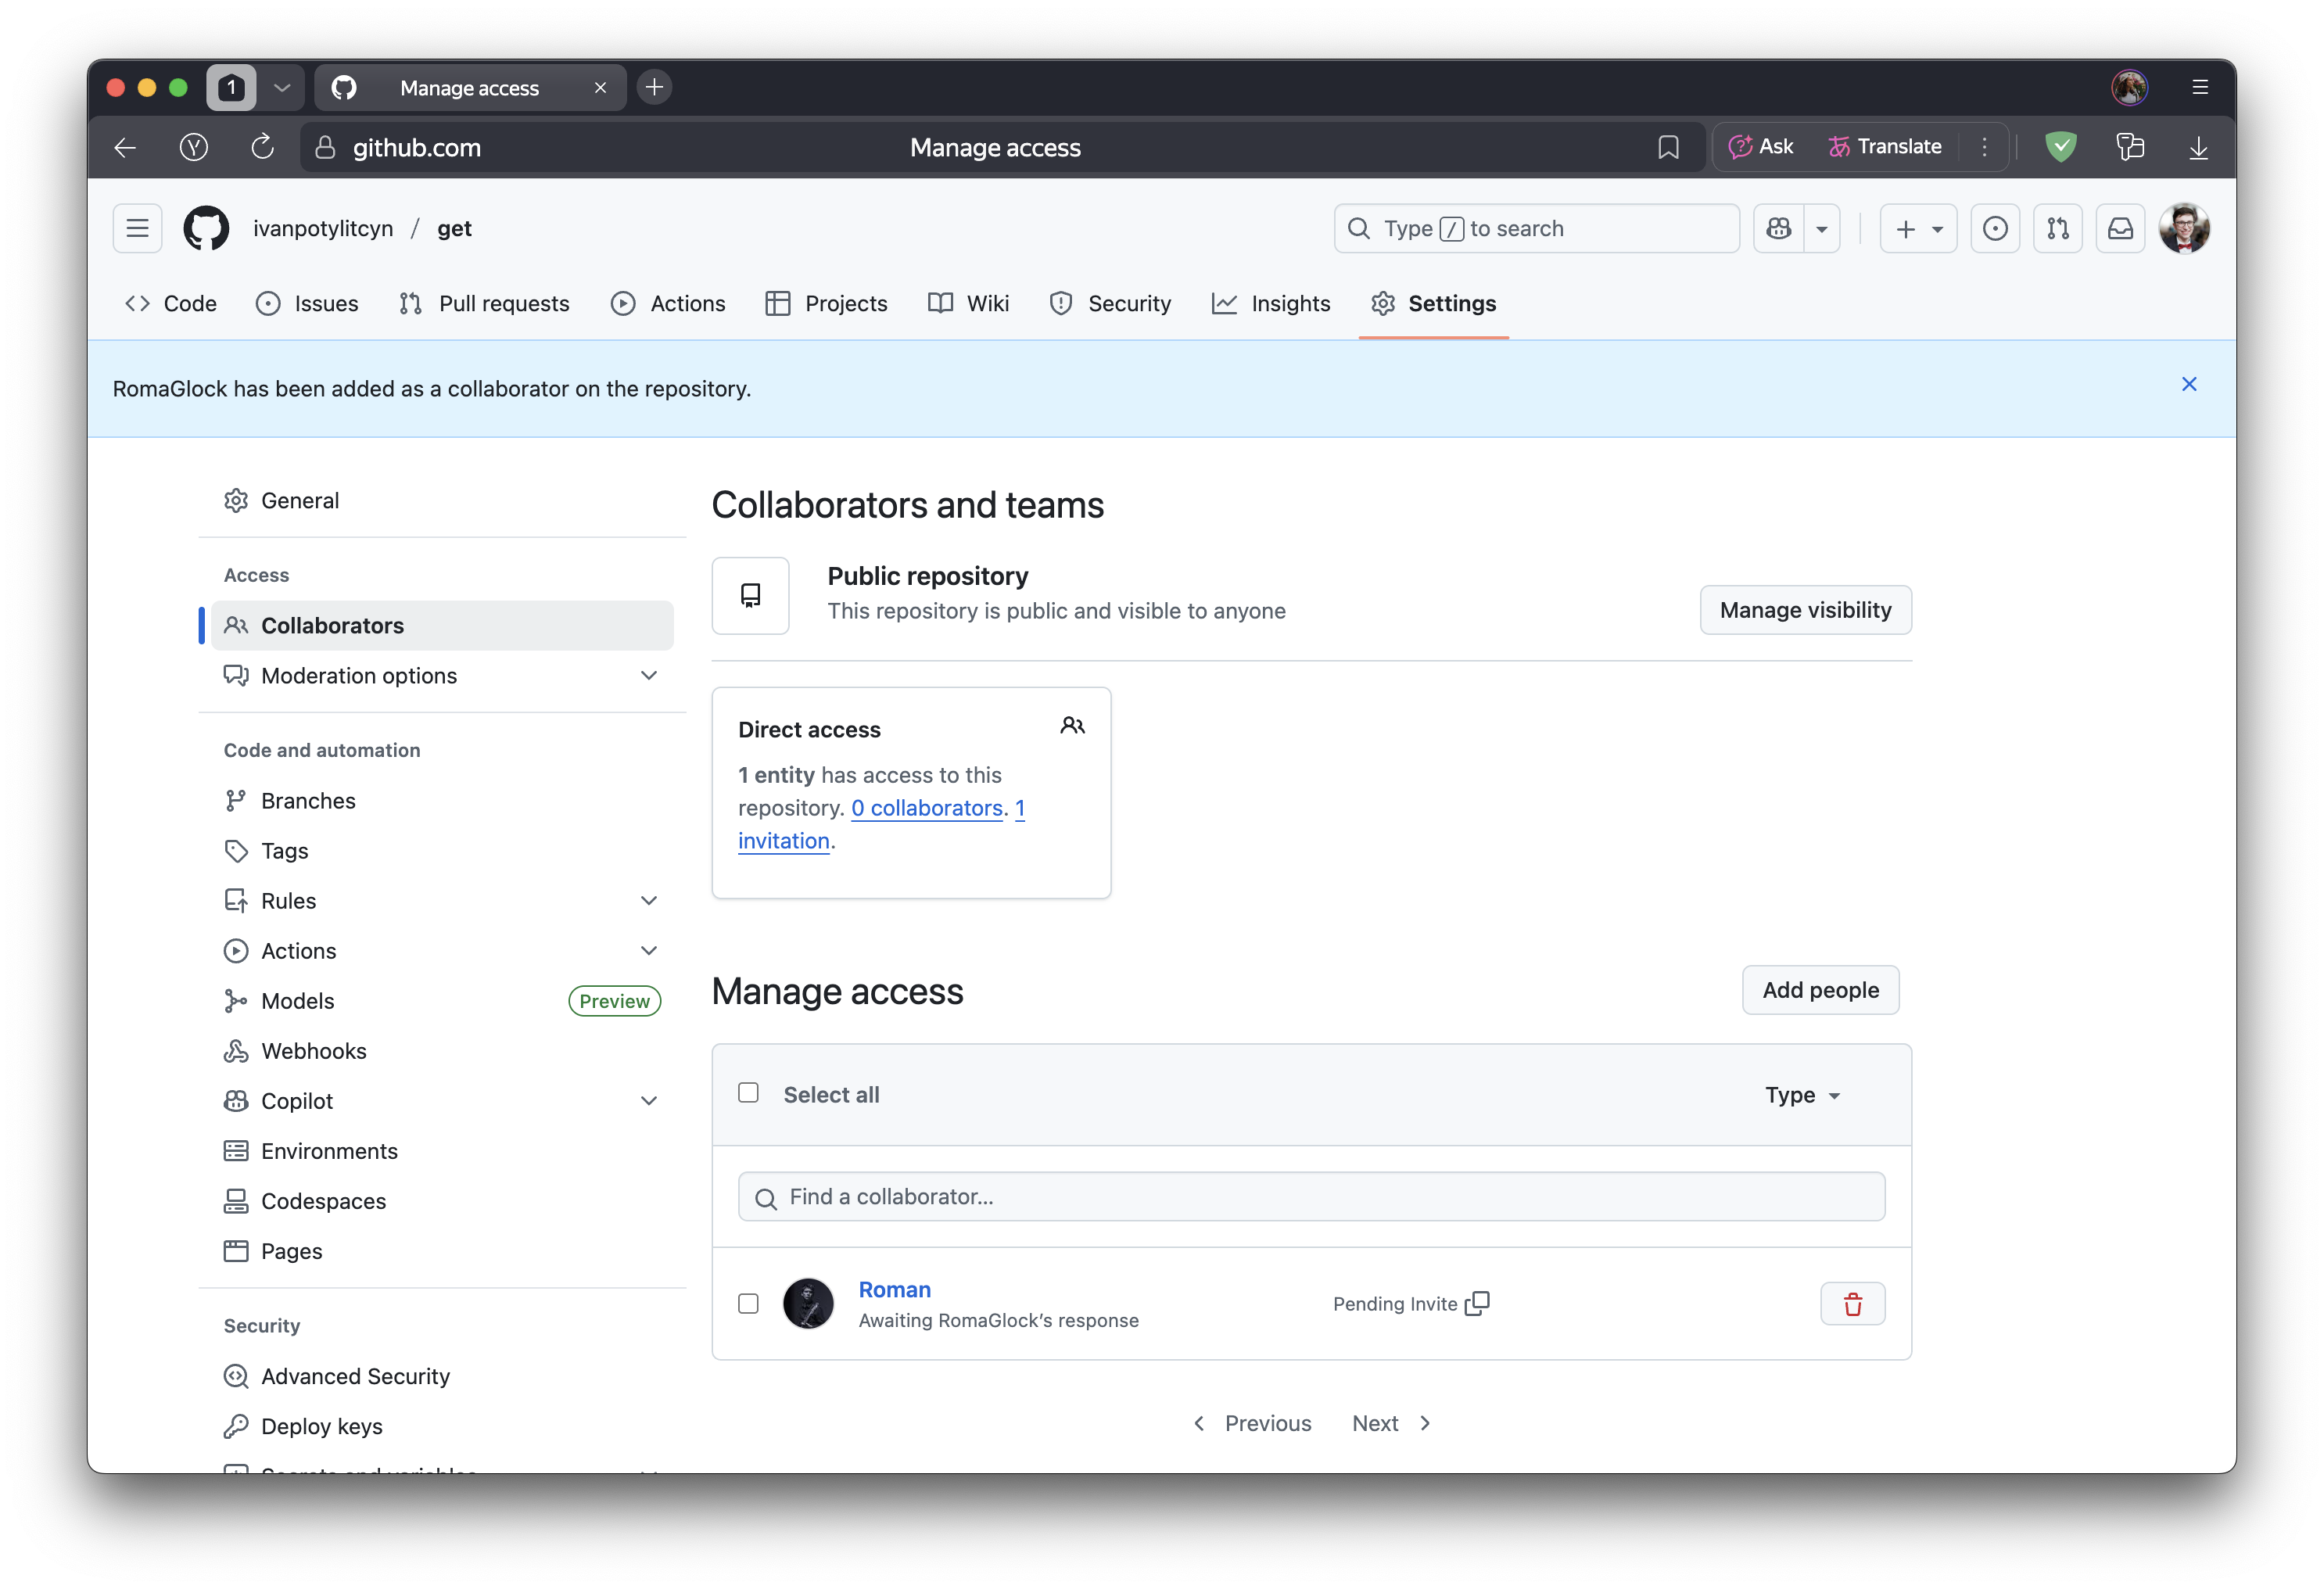 1
Manage access
github.com
Manage access
Ask
Translate
ivanpotylitcyn / get
Type / to search
Code
Issues
Pull requests
Actions
Projects
Wiki
Security
Insights
Settings
RomaGlock has been added as a collaborator on the repository.
General
Access
Collaborators
Moderation options
Code and automation
Branches
Tags
Rules
Actions
Models
Preview
Webhooks
Copilot
Environments
Codespaces
Pages
Security
Advanced Security
Deploy keys
Secrets and variables
Collaborators and teams
Public repository
This repository is public and visible to anyone
Manage visibility
Direct access
1 entity has access to this
repository. 0 collaborators. 1
invitation.
Manage access
Add people
Select all
Type
Find a collaborator...
Roman
Awaiting RomaGlock’s response
Pending Invite
Previous
Next